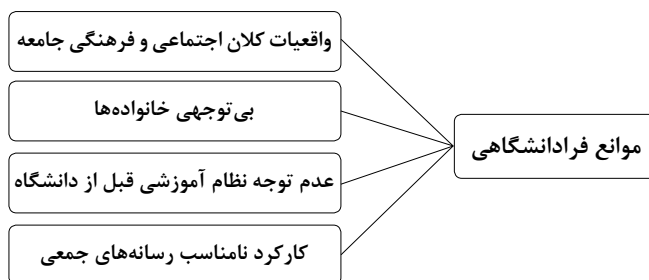 موانع فرادانشگاهی
واقعیات کلان اجتماعی و فرهنگی جامعه
بی‌توجهی خانواده‌ها
عدم توجه نظام آموزشی قبل از دانشگاه
کارکرد نامناسب رسانه‌های جمعی